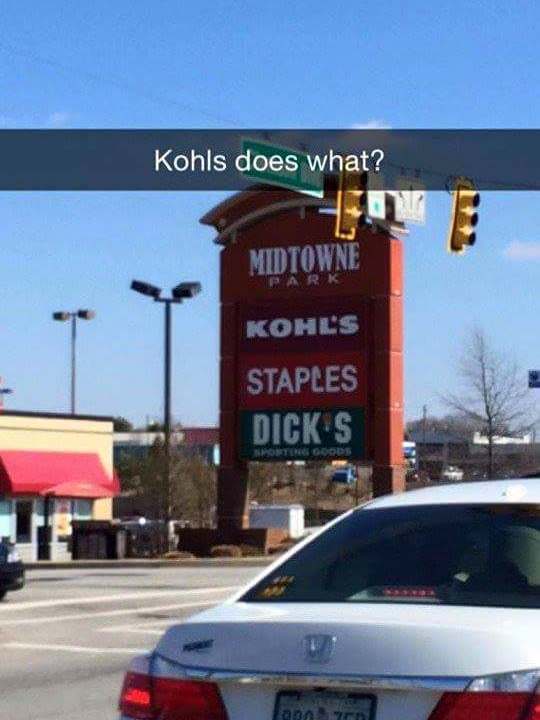 Kohls does what?
MIDTOWNE
PARK
KOHL'S
STAPLES
DICK'S
SPORTING GOODS